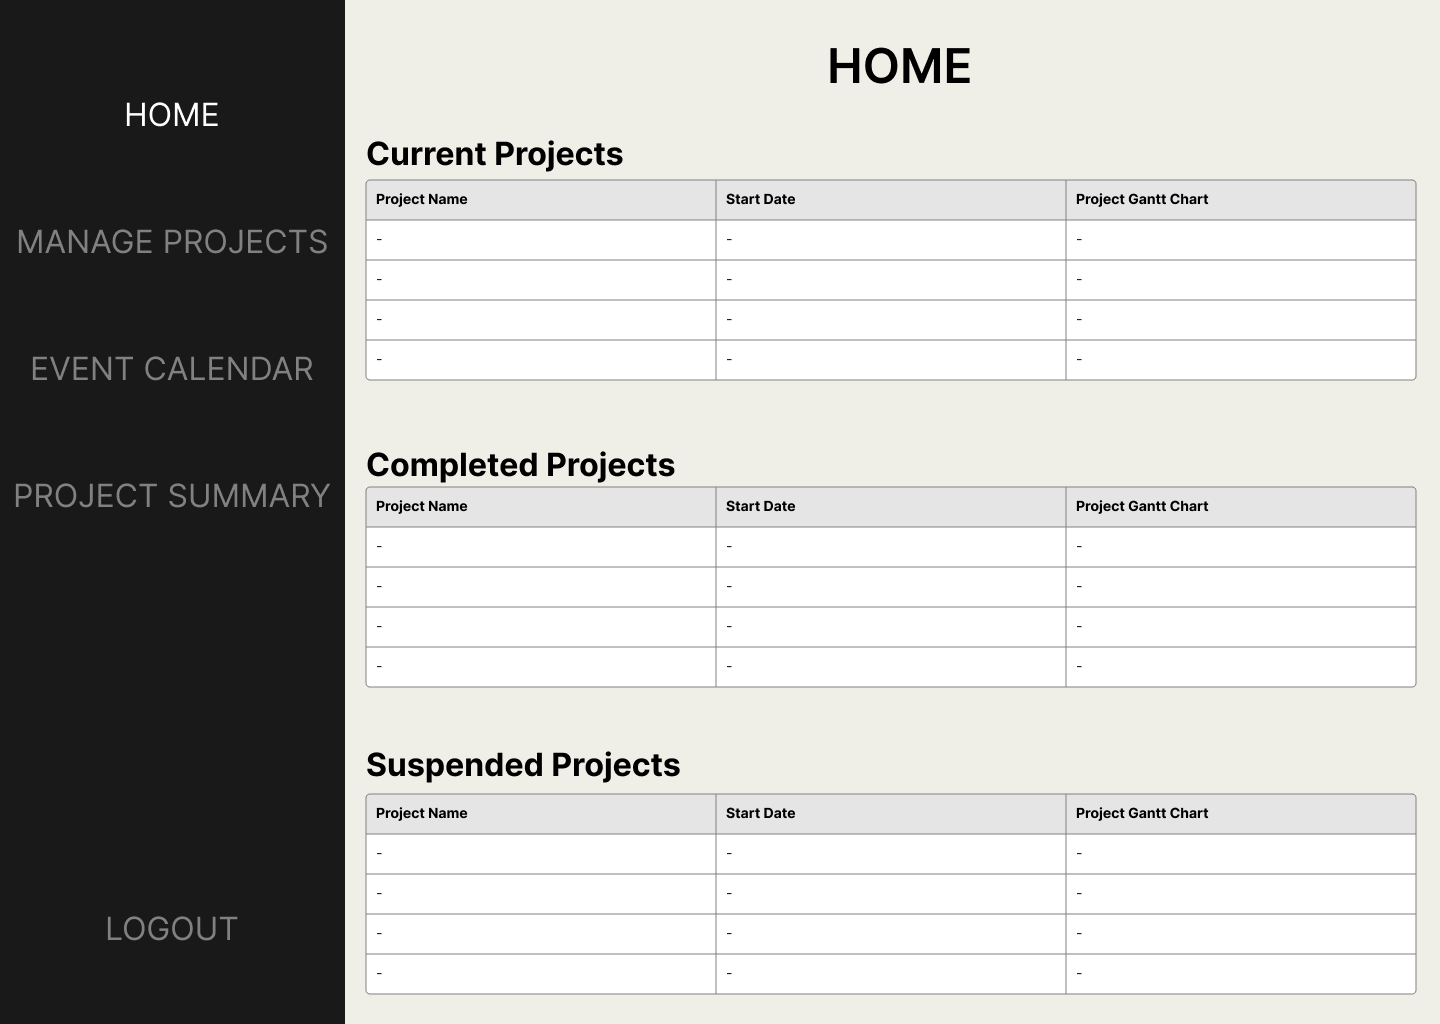 HOME
MANAGE PROJECTS
EVENT CALENDAR
PROJECT SUMMARY
LOGOUT
HOME
Current Projects
Project Name Start Date Project Gantt Chart
- - -
- - -
- - -
- - -
Completed Projects
Project Name Start Date Project Gantt Chart
- - -
- - -
- - -
- - -
Suspended Projects
Project Name Start Date Project Gantt Chart
- - -
- - -
- - -
- - -